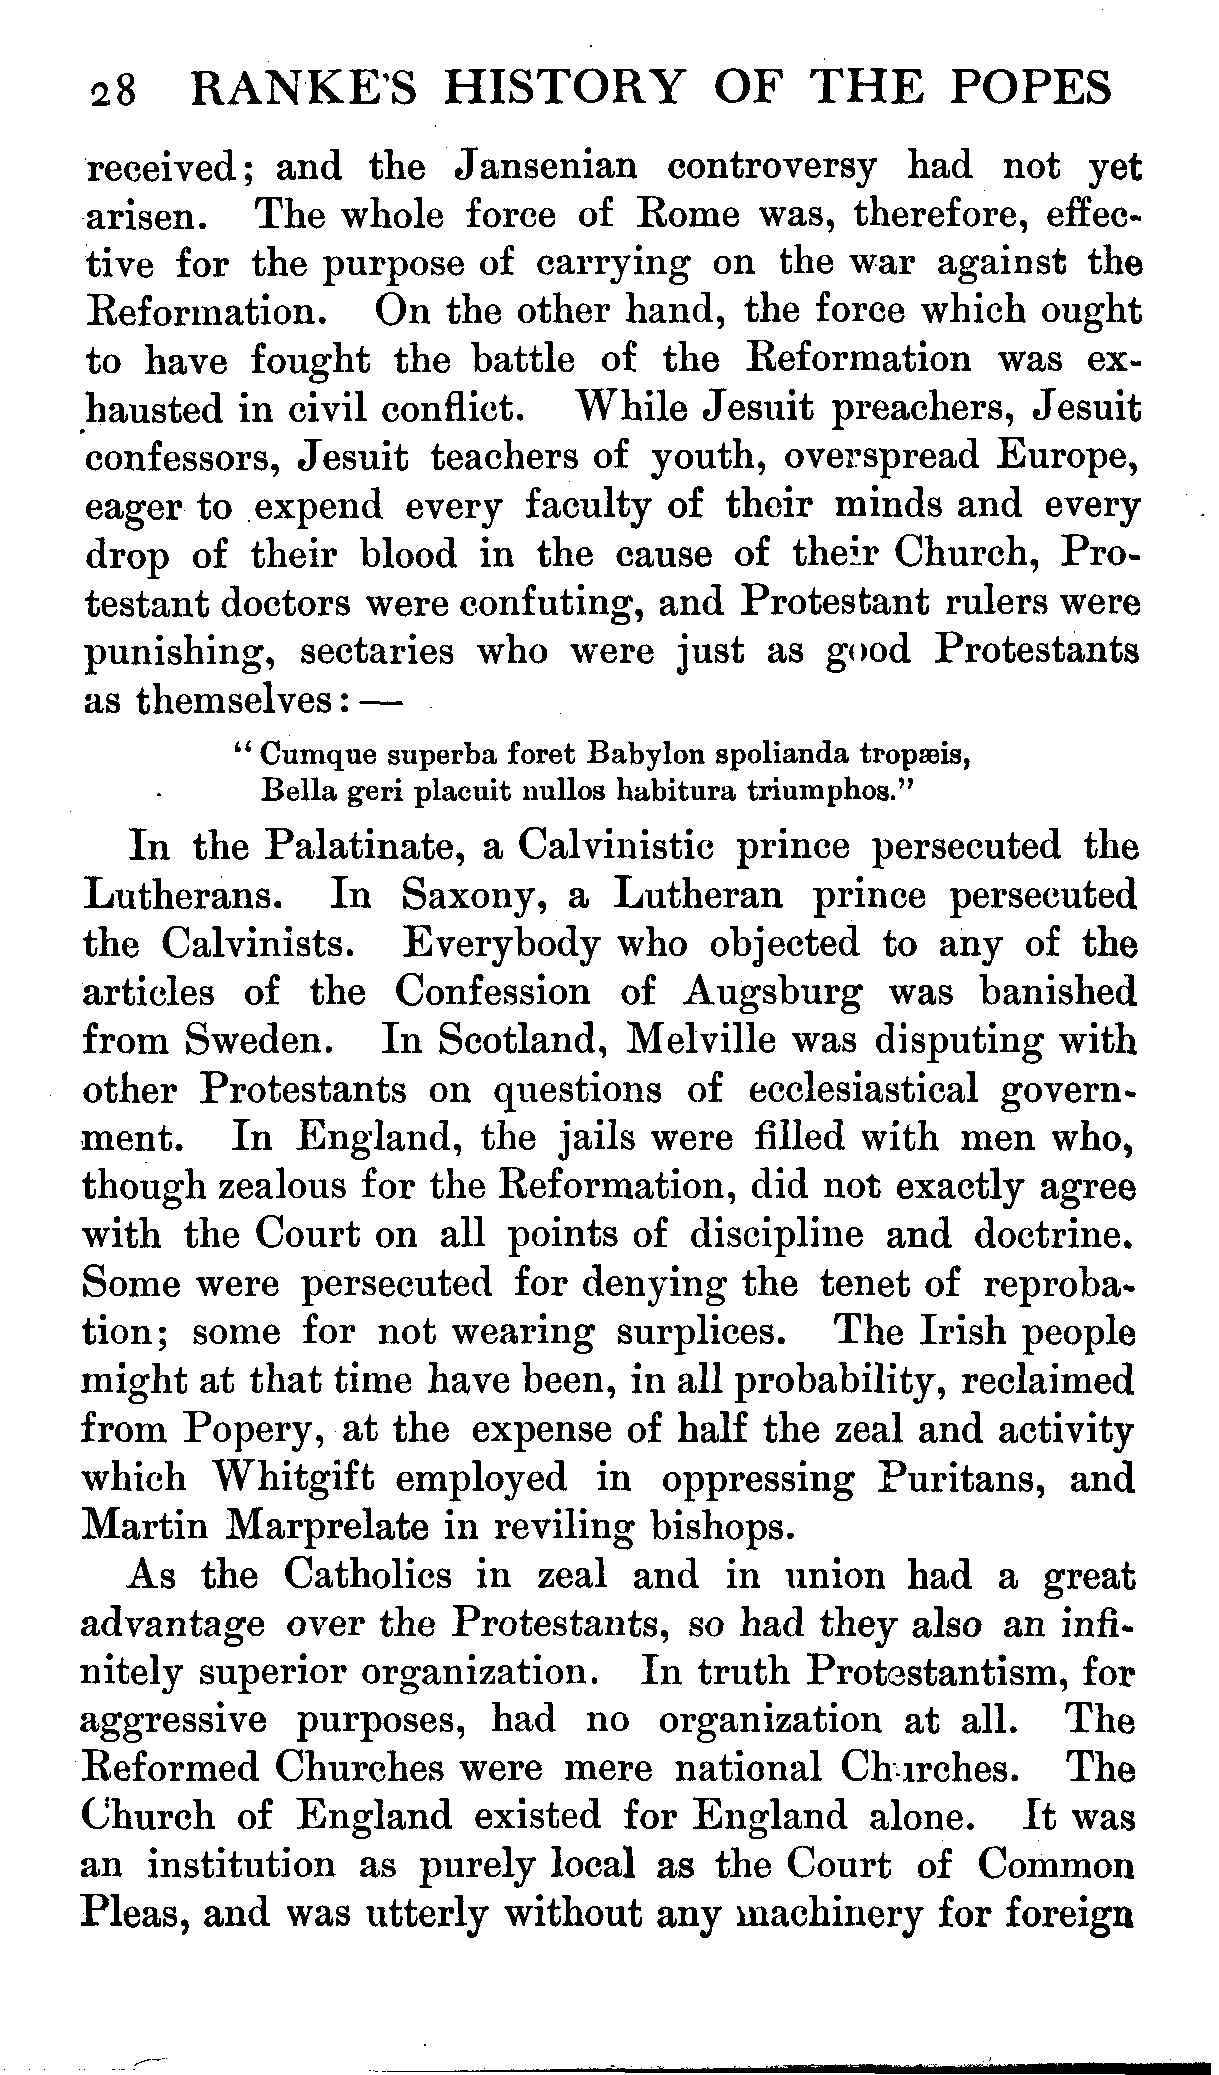 28 RANKE'S HISTORY OF THE POPES
received; and the Jansenian controversy had not yet
arisen. The whole force of Rome was, therefore, effec-
tive for the purpose of carrying on the war against the
Reformation. On the other hand, the force which ought
to have fought the battle of the Reformation was ex-
hausted in civil conflict. While Jesuit preachers, Jesuit
confessors, Jesuit teachers of youth, overspread Europe,
eager to expend every faculty of their minds and every
drop of their blood in the cause of their Church, Pro-
testant doctors were confuting, and Protestant rulers were
punishing, sectaries who were just as good Protestants
as themselves: —
“Cumque superba foret Babylon spolianda tropæis,
Bella geri placuit nullos habitura triumphos.”
In the Palatinate, a Calvinistic prince persecuted the
Lutherans. In Saxony, a Lutheran prince persecuted
the Calvinists. Everybody who objected to any of the
articles of the Confession of Augsburg was banished
from Sweden. In Scotland, Melville was disputing with
other Protestants on questions of ecclesiastical govern-
ment. In England, the jails were filled with men who,
though zealous for the Reformation, did not exactly agree
with the Court on all points of discipline and doctrine.
Some were persecuted for denying the tenet of reproba-
tion; some for not wearing surplices. The Irish people
might at that time have been, in all probability, reclaimed
from Popery, at the expense of half the zeal and activity
which Whitgift employed in oppressing Puritans, and
Martin Marprelate in reviling bishops.
As the Catholics in zeal and in union had a great
advantage over the Protestants, so had they also an infi-
nitely superior organization. In truth Protestantism, for
aggressive purposes, had no organization at all. The
Reformed Churches were mere national Churches. The
Church of England existed for England alone. It was
an institution as purely local as the Court of Common
Pleas, and was utterly without any machinery for foreign